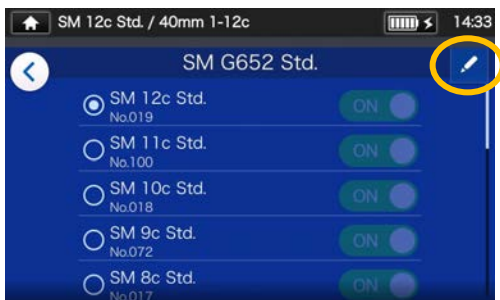 SM 12c Std. / 40mm 1-12c 14:33
SM G652 Std.
SM 12c Std. ON
No.019
SM 11c Std. ON
No.100
SM 10c Std. ON
No.018
SM 9c Std. ON
No.072
SM 8c Std. ON
No.017